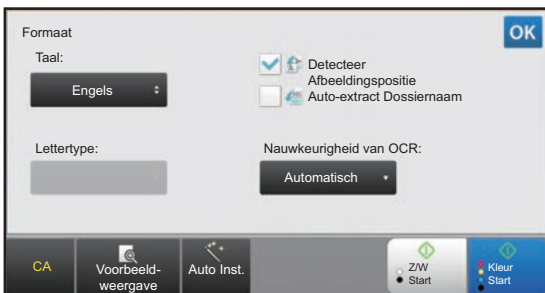 Formaat
OK
Taal:
Engels
Detecteer
Afbeeldingspositie
Auto-extract Dossiernaam
Lettertype:
Nauwkeurigheid van OCR:
Automatisch
CA
Voorbeeld-
weergave
Auto Inst.
Z/W
Start
Kleur
Start